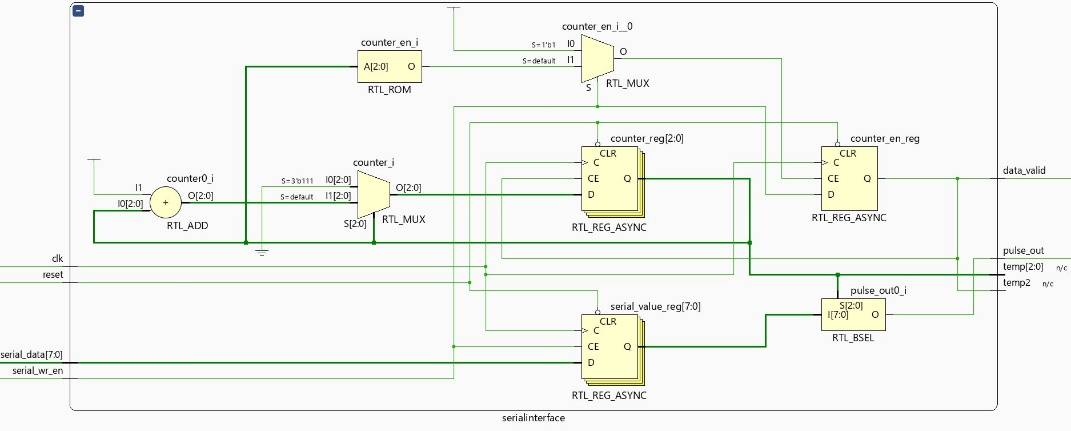 counter_en_i__0
counter_en_i
S=1'b1 I0
S=default I1
O
A[2:0] O
S
RTL_MUX
RTL_ROM
counter_reg[2:0]
counter_en_reg
CLR
C
CE
D
Q
RTL_REG_ASYNC
CLR
C
CE
D
Q
RTL_REG_ASYNC
counter_i
counter0_i
I1
I0[2:0]
+
O[2:0]
RTL_ADD
S=3'b111 I0[2:0]
S=default I1[2:0]
O[2:0]
S[2:0]
RTL_MUX
data_valid
pulse_out
temp[2:0] n/c
temp2 n/c
clk
reset
serial_value_reg[7:0]
CLR
C
CE
D
Q
RTL_REG_ASYNC
pulse_out0_i
S[2:0]
I[7:0] O
RTL_BSEL
serial_data[7:0]
serial_wr_en
serialinterface